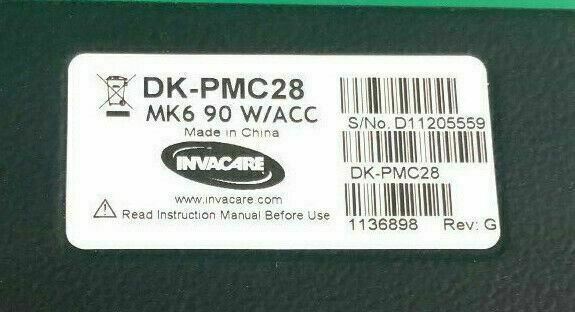 DK-PMC28
MK6 90 W/ACC
Made in China
INVACARE
www.invacare.com
Read Instruction Manual Before Use
S/No. D11205559
DK-PMC28
1136898 Rev: G